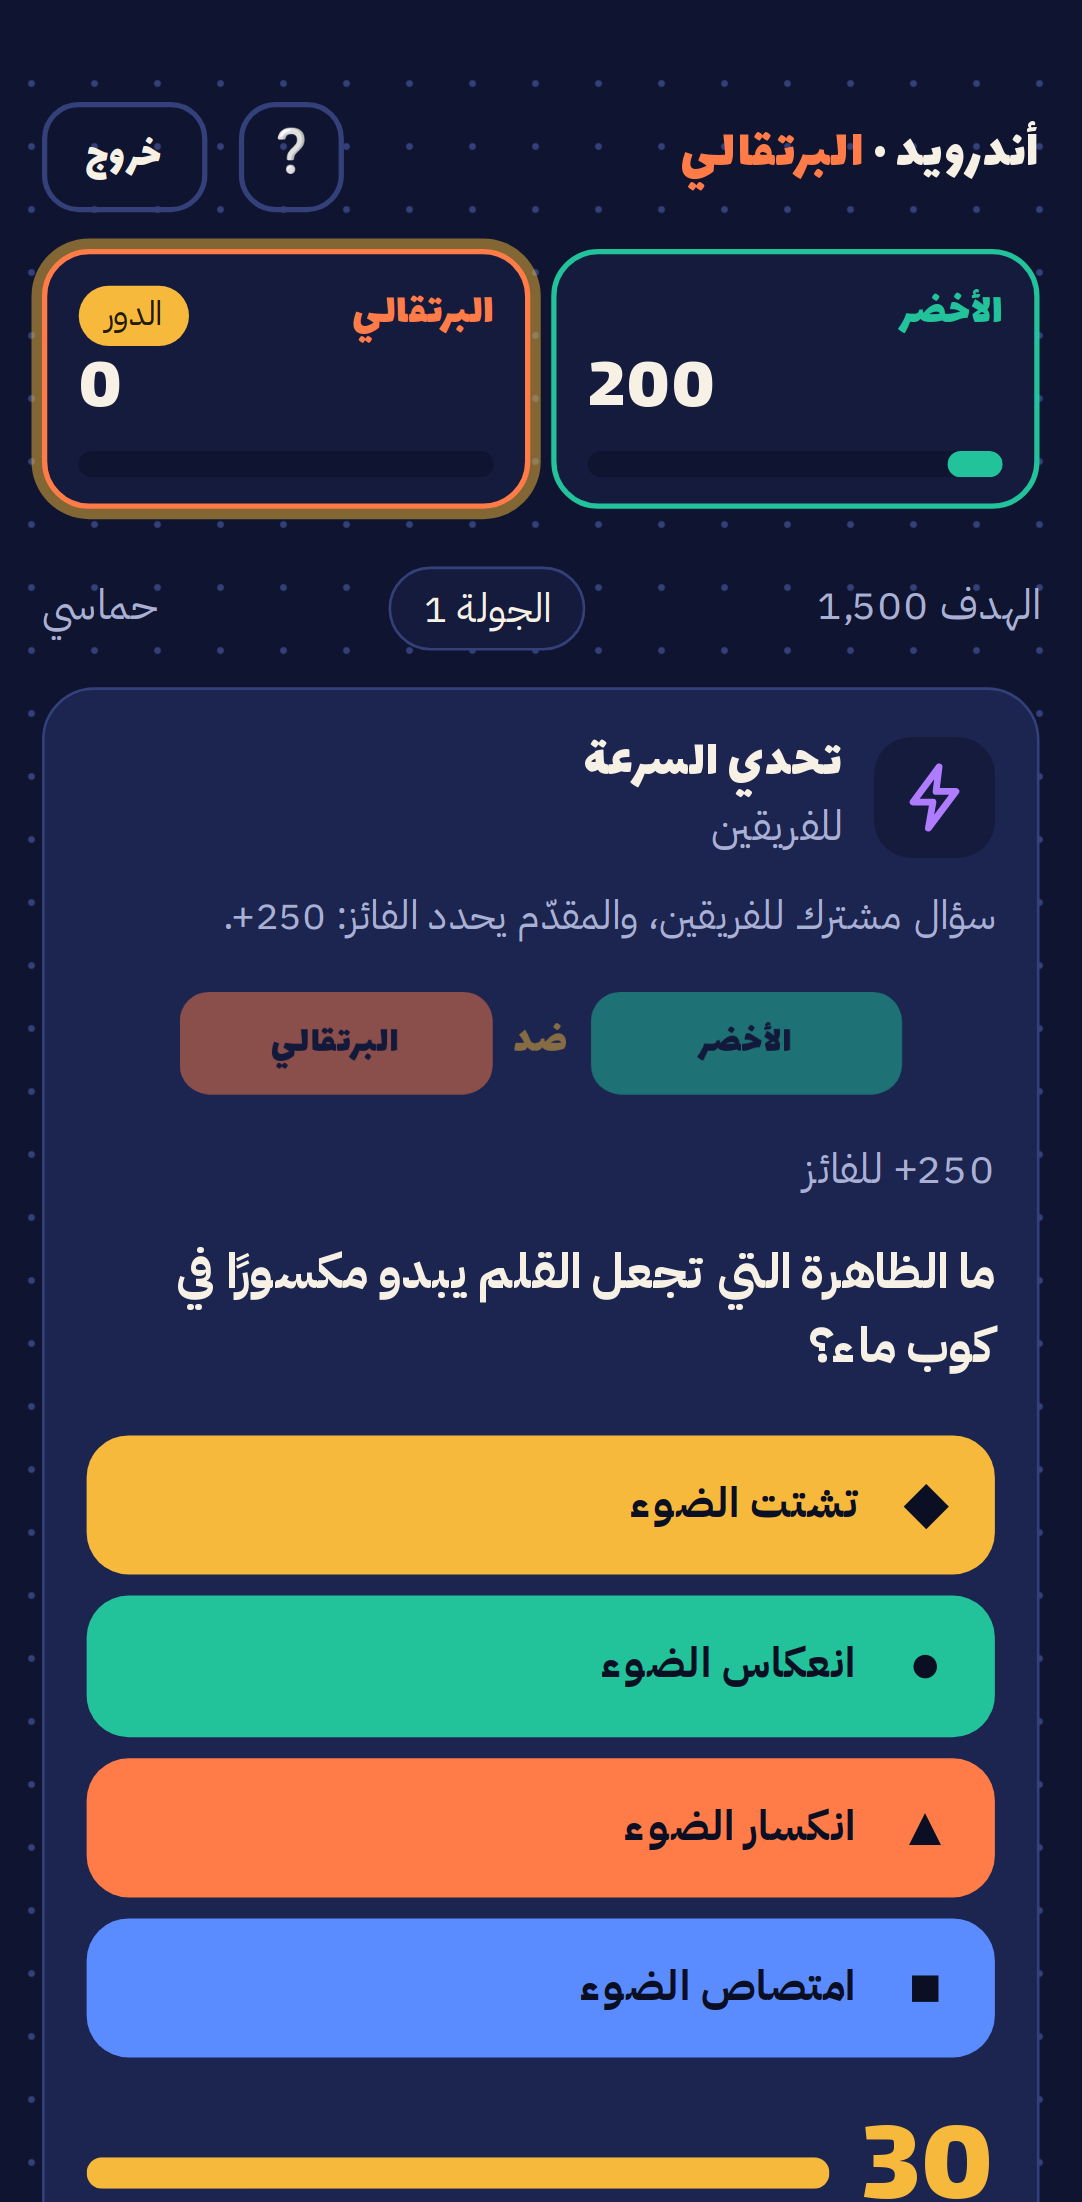 أندرويد · البرتقالي
?
خروج
الأخضر
200
البرتقالي
الدور
0
الهدف 1,500
الجولة 1
حماسي
تحدي السرعة
للفريقين
سؤال مشترك للفريقين، والمقدّم يحدد الفائز: 250+.
الأخضر
ضد
البرتقالي
250+ للفائز
ما الظاهرة التي تجعل القلم يبدو مكسورًا في
كوب ماء؟
◆ تشتت الضوء
● انعكاس الضوء
▲ انكسار الضوء
■ امتصاص الضوء
30